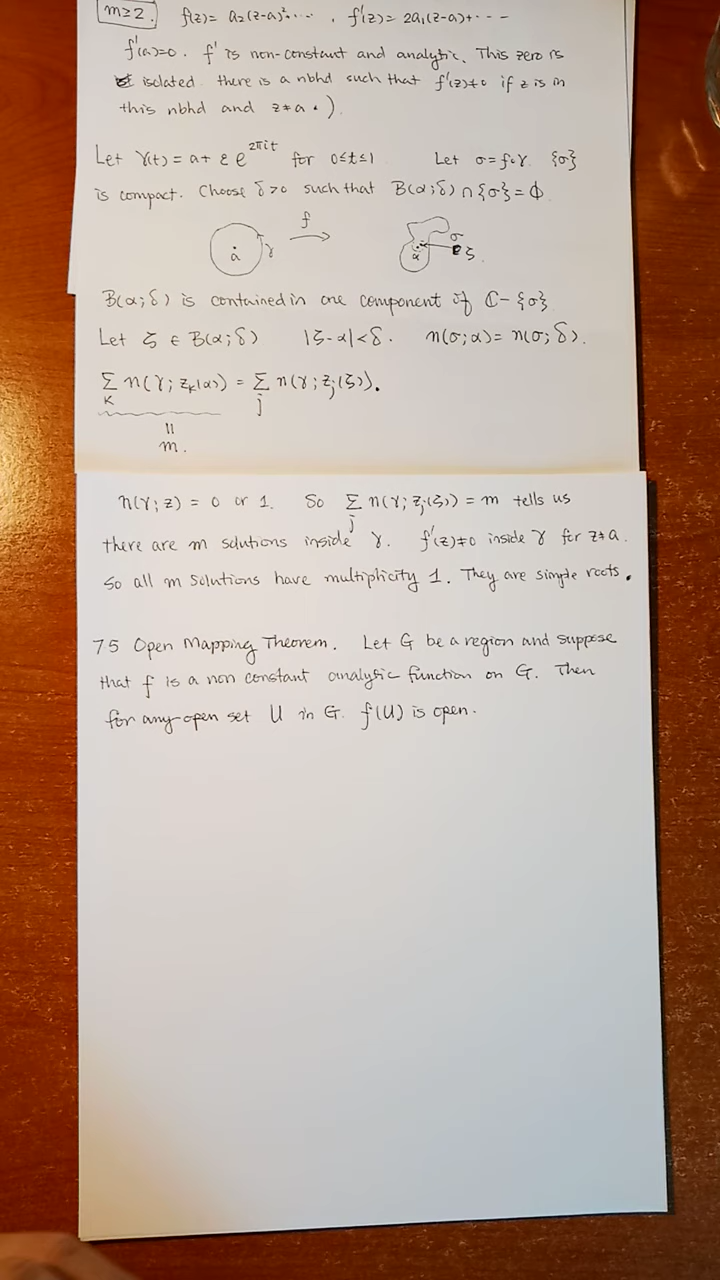 m≥2. f(z)= a₂(z-a)²+⋯ , f'(z)= 2a₁(z-a)+---
f'(a)=0. f' is non-constant and analytic. This zero is
isolated. there is a nbhd such that f'(z)≠0 if z is in
this nbhd and z≠a.)
Let γ(t) = a+ εe^{2πit} for 0≤t≤1 Let σ=f∘γ. {σ}
is compact. Choose δ>0 such that B(α;δ)∩{σ}=Φ
f
a γ α σ ζ
B(α;δ) is contained in one component of ℂ-{σ}
Let ζ ∈ B(α;δ) |ζ-α|<δ. n(σ;α)= n(σ;δ).
∑_k n(γ; z_k(α)) = ∑_j n(γ; z_j(ζ)).
ıı
m.
n(γ;z) = 0 or 1. So ∑_j n(γ; z_j(ζ)) = m tells us
there are m solutions inside γ. f'(z)≠0 inside γ for z≠a.
So all m solutions have multiplicity 1. They are simple roots.
7.5 Open Mapping Theorem. Let G be a region and suppose
that f is a non constant analytic function on G. Then
for any open set U in G. f(U) is open.